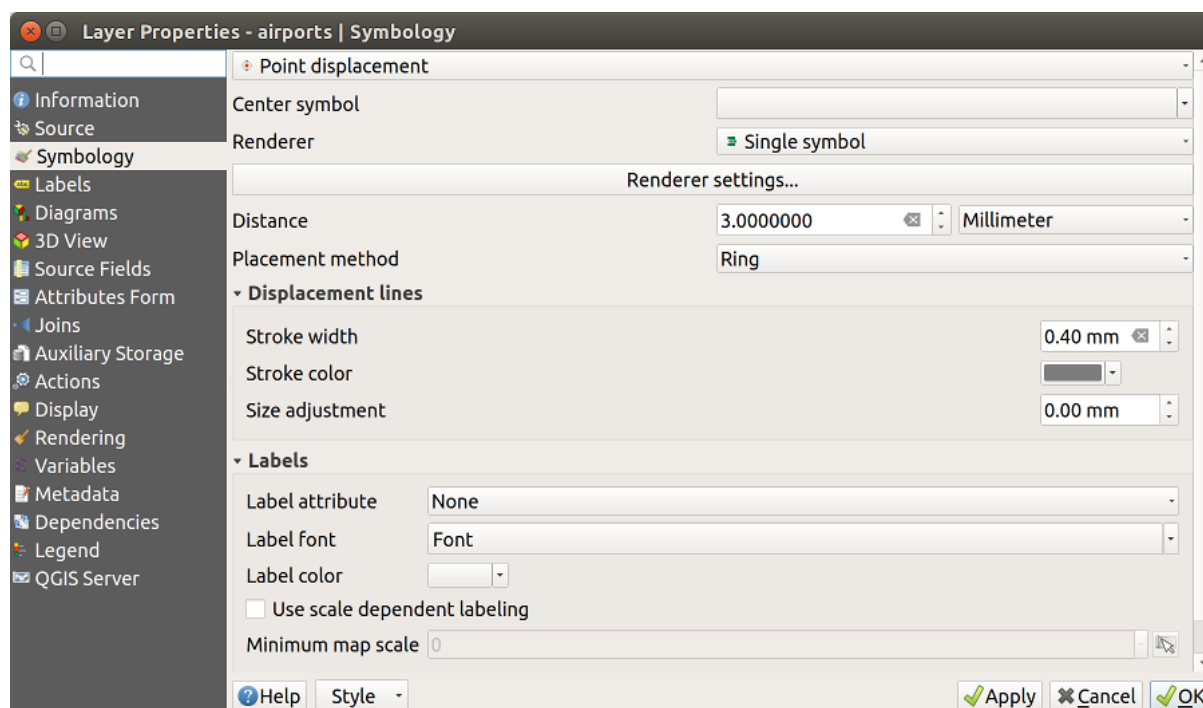 Layer Properties - airports | Symbology
Information
Source
Symbology
Labels
Diagrams
3D View
Source Fields
Attributes Form
Joins
Auxiliary Storage
Actions
Display
Rendering
Variables
Metadata
Dependencies
Legend
QGIS Server
Point displacement
Center symbol
Renderer Single symbol
Renderer settings...
Distance 3.0000000 Millimeter
Placement method Ring
Displacement lines
Stroke width 0.40 mm
Stroke color
Size adjustment 0.00 mm
Labels
Label attribute None
Label font Font
Label color
Use scale dependent labeling
Minimum map scale 0
Help Style Apply Cancel OK